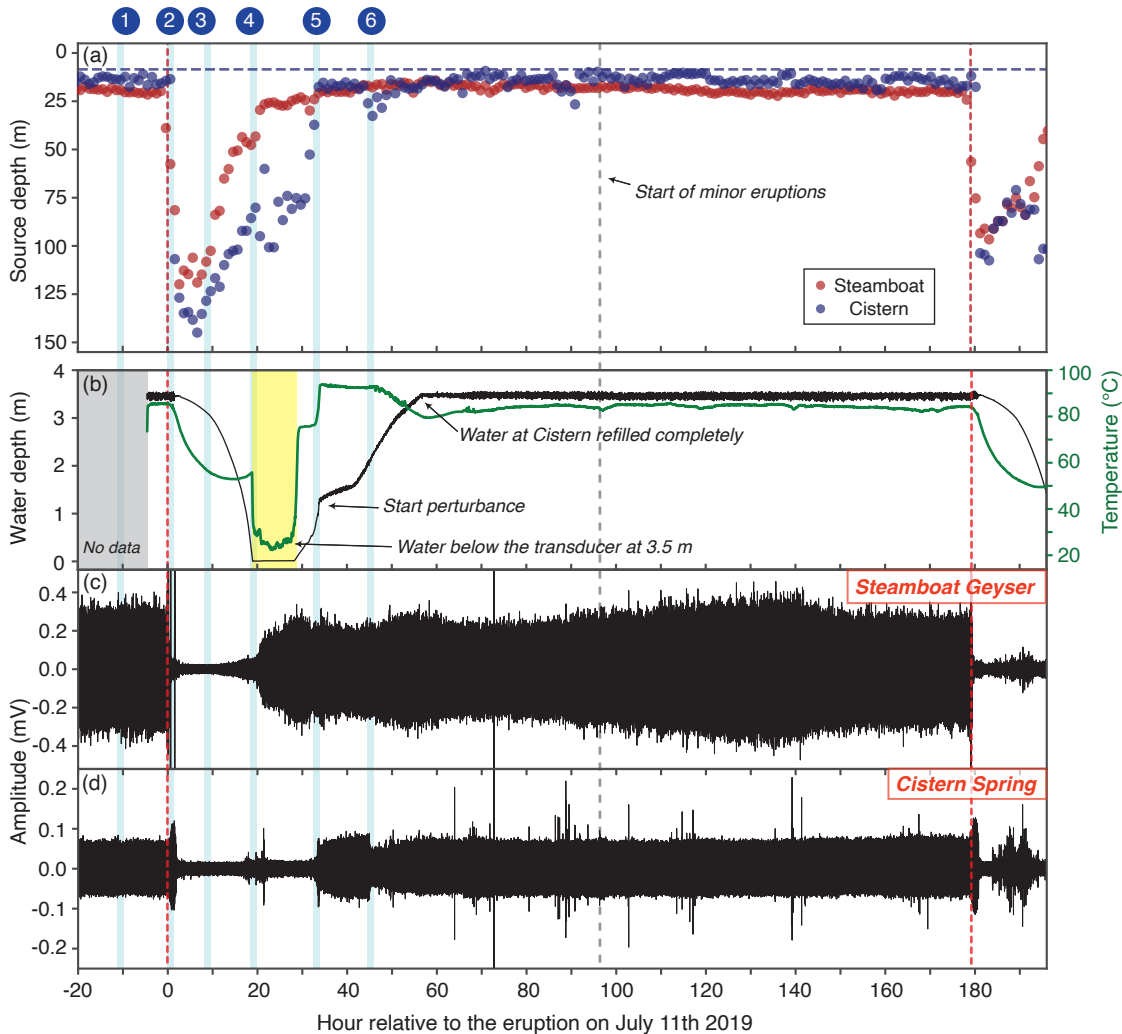 1 2 3 4 5 6
(a)
0
25
50
75
100
125
150
Source depth (m)
Start of minor eruptions
Steamboat
Cistern
(b)
4
3
2
1
0
Water depth (m)
100
80
60
40
20
Temperature (°C)
No data
Water at Cistern refilled completely
Start perturbance
Water below the transducer at 3.5 m
(c)
Steamboat Geyser
0.4
0.2
0.0
-0.2
-0.4
Amplitude (mV)
(d)
Cistern Spring
0.2
0.1
0.0
-0.1
-0.2
-20 0 20 40 60 80 100 120 140 160 180
Hour relative to the eruption on July 11th 2019